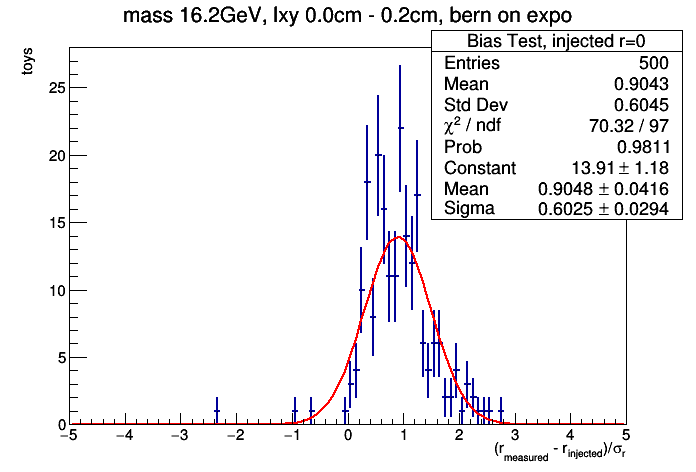 mass 16.2GeV, lxy 0.0cm - 0.2cm, bern on expo
Bias Test, injected r=0
Entries 500
Mean 0.9043
Std Dev 0.6045
χ² / ndf 70.32 / 97
Prob 0.9811
Constant 13.91 ± 1.18
Mean 0.9048 ± 0.0416
Sigma 0.6025 ± 0.0294
toys
25
20
15
10
5
0
−5 −4 −3 −2 −1 0 1 2 3 4 5
(r_measured - r_injected)/σ_r